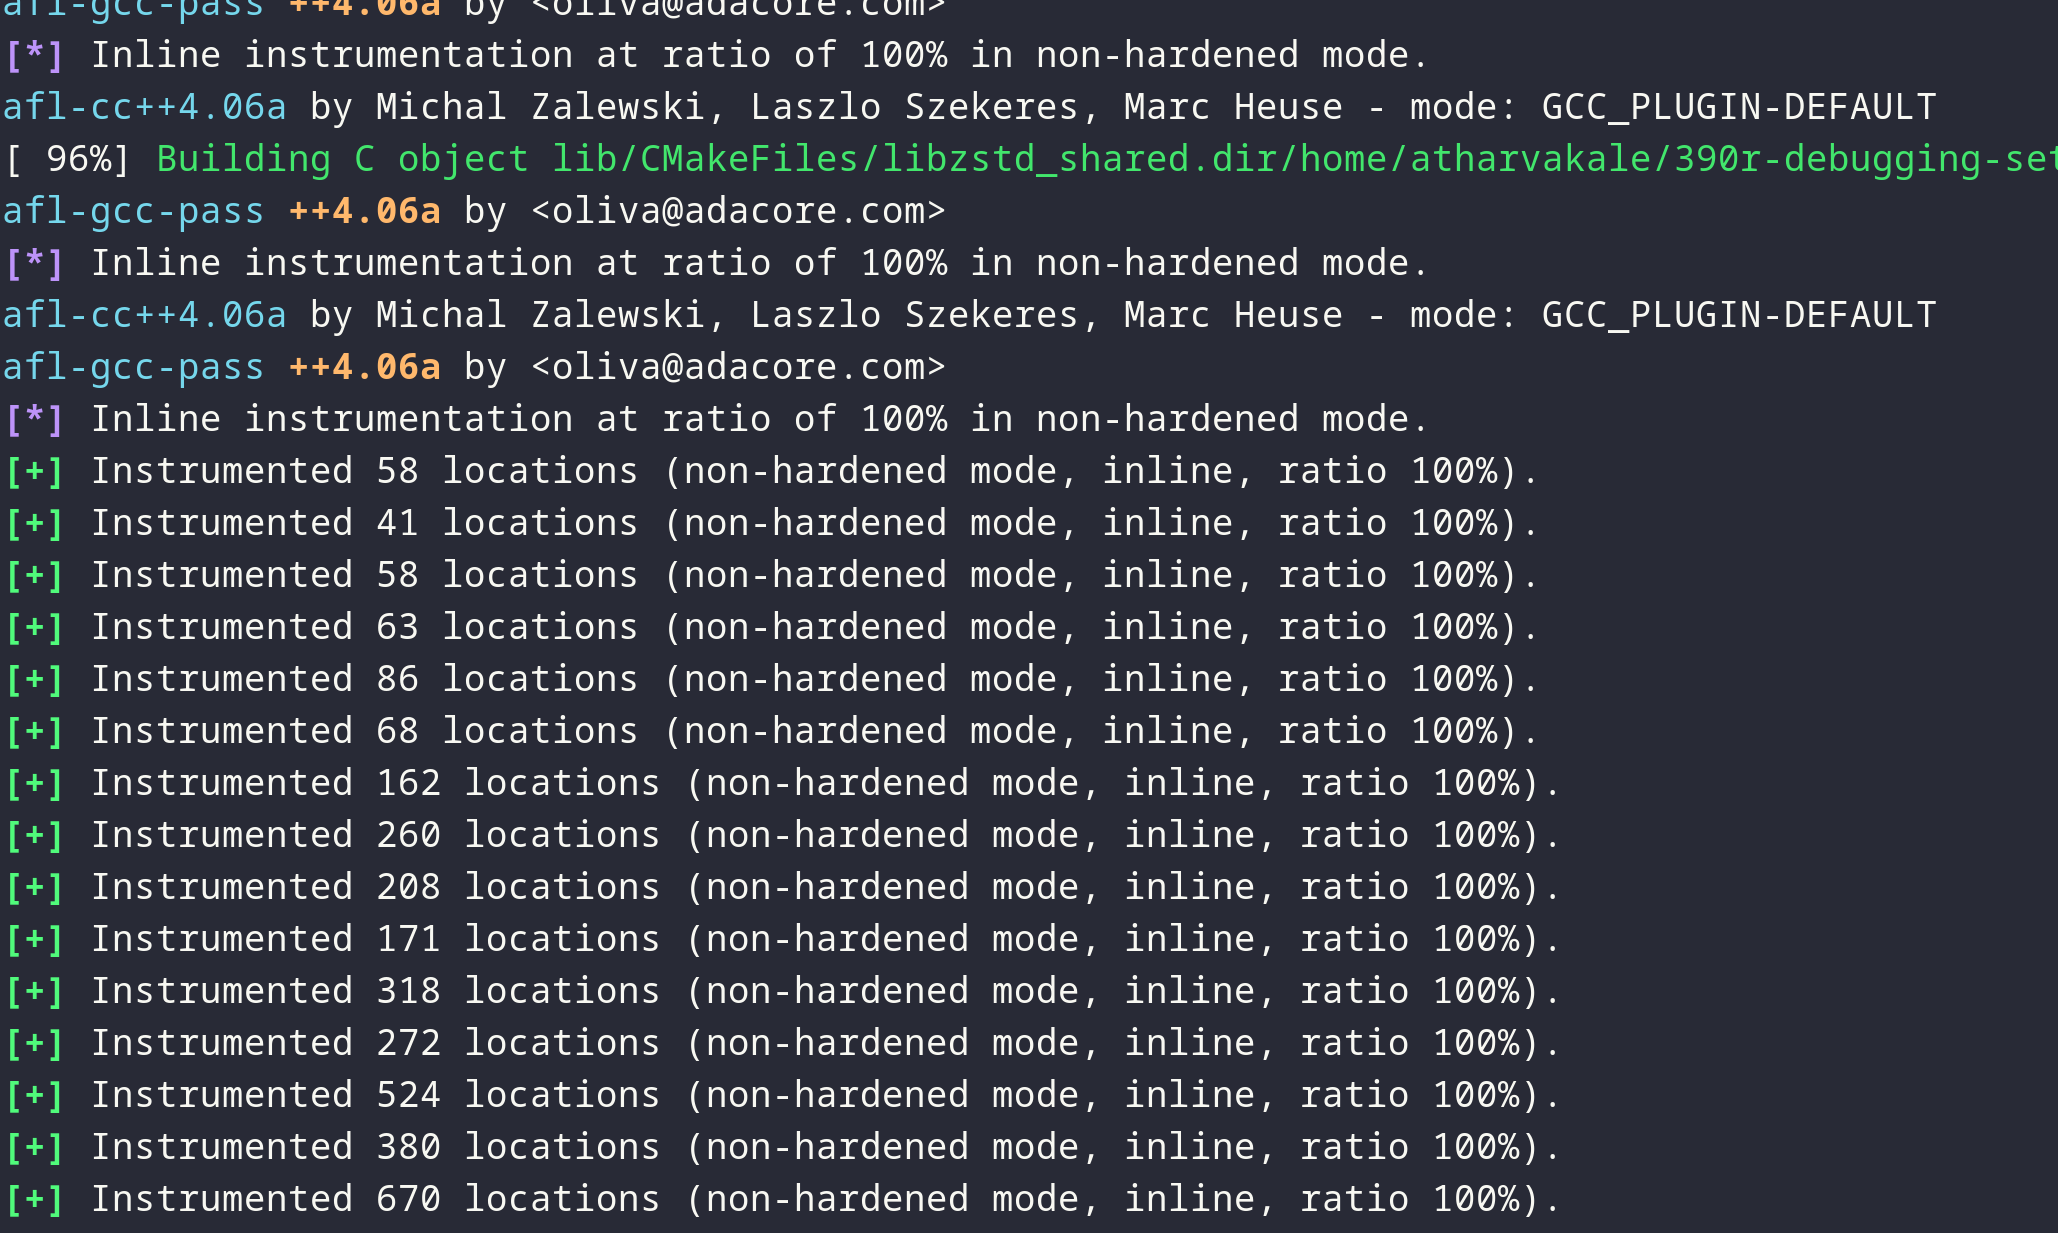 afl-gcc-pass ++4.06a by <oliva@adacore.com>
[*] Inline instrumentation at ratio of 100% in non-hardened mode.
afl-cc++4.06a by Michal Zalewski, Laszlo Szekeres, Marc Heuse - mode: GCC_PLUGIN-DEFAULT
[ 96%] Building C object lib/CMakeFiles/libzstd_shared.dir/home/atharvakale/390r-debugging-set
afl-gcc-pass ++4.06a by <oliva@adacore.com>
[*] Inline instrumentation at ratio of 100% in non-hardened mode.
afl-cc++4.06a by Michal Zalewski, Laszlo Szekeres, Marc Heuse - mode: GCC_PLUGIN-DEFAULT
afl-gcc-pass ++4.06a by <oliva@adacore.com>
[*] Inline instrumentation at ratio of 100% in non-hardened mode.
[+] Instrumented 58 locations (non-hardened mode, inline, ratio 100%).
[+] Instrumented 41 locations (non-hardened mode, inline, ratio 100%).
[+] Instrumented 58 locations (non-hardened mode, inline, ratio 100%).
[+] Instrumented 63 locations (non-hardened mode, inline, ratio 100%).
[+] Instrumented 86 locations (non-hardened mode, inline, ratio 100%).
[+] Instrumented 68 locations (non-hardened mode, inline, ratio 100%).
[+] Instrumented 162 locations (non-hardened mode, inline, ratio 100%).
[+] Instrumented 260 locations (non-hardened mode, inline, ratio 100%).
[+] Instrumented 208 locations (non-hardened mode, inline, ratio 100%).
[+] Instrumented 171 locations (non-hardened mode, inline, ratio 100%).
[+] Instrumented 318 locations (non-hardened mode, inline, ratio 100%).
[+] Instrumented 272 locations (non-hardened mode, inline, ratio 100%).
[+] Instrumented 524 locations (non-hardened mode, inline, ratio 100%).
[+] Instrumented 380 locations (non-hardened mode, inline, ratio 100%).
[+] Instrumented 670 locations (non-hardened mode, inline, ratio 100%).